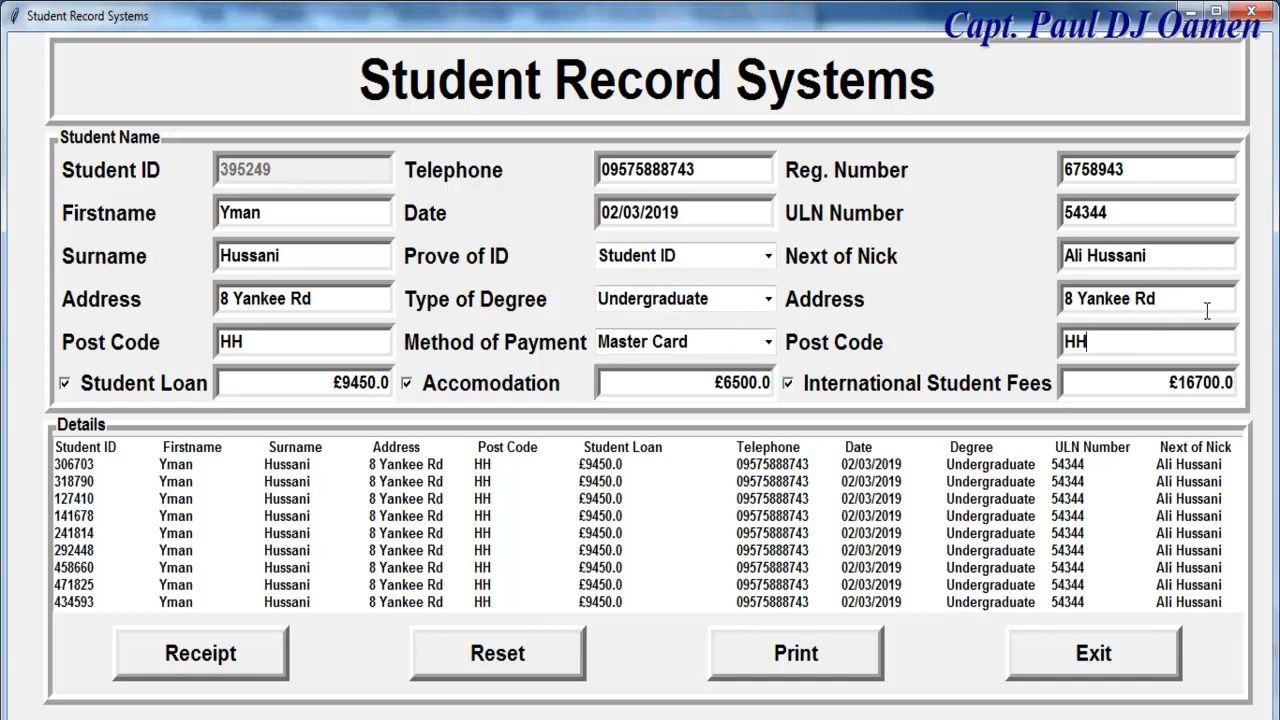 Student Record Systems
Capt. Paul DJ Oamen
Student Record Systems
Student Name
Student ID 395249 Telephone 09575888743 Reg. Number 6758943
Firstname Yman Date 02/03/2019 ULN Number 54344
Surname Hussani Prove of ID Student ID Next of Nick Ali Hussani
Address 8 Yankee Rd Type of Degree Undergraduate Address 8 Yankee Rd
Post Code HH Method of Payment Master Card Post Code HH
Student Loan £9450.0 Accomodation £6500.0 International Student Fees £16700.0
Details
Student ID Firstname Surname Address Post Code Student Loan Telephone Date Degree ULN Number Next of Nick
306703 Yman Hussani 8 Yankee Rd HH £9450.0 09575888743 02/03/2019 Undergraduate 54344 Ali Hussani
318790 Yman Hussani 8 Yankee Rd HH £9450.0 09575888743 02/03/2019 Undergraduate 54344 Ali Hussani
127410 Yman Hussani 8 Yankee Rd HH £9450.0 09575888743 02/03/2019 Undergraduate 54344 Ali Hussani
141678 Yman Hussani 8 Yankee Rd HH £9450.0 09575888743 02/03/2019 Undergraduate 54344 Ali Hussani
241814 Yman Hussani 8 Yankee Rd HH £9450.0 09575888743 02/03/2019 Undergraduate 54344 Ali Hussani
292448 Yman Hussani 8 Yankee Rd HH £9450.0 09575888743 02/03/2019 Undergraduate 54344 Ali Hussani
458660 Yman Hussani 8 Yankee Rd HH £9450.0 09575888743 02/03/2019 Undergraduate 54344 Ali Hussani
471825 Yman Hussani 8 Yankee Rd HH £9450.0 09575888743 02/03/2019 Undergraduate 54344 Ali Hussani
434593 Yman Hussani 8 Yankee Rd HH £9450.0 09575888743 02/03/2019 Undergraduate 54344 Ali Hussani
Receipt Reset Print Exit